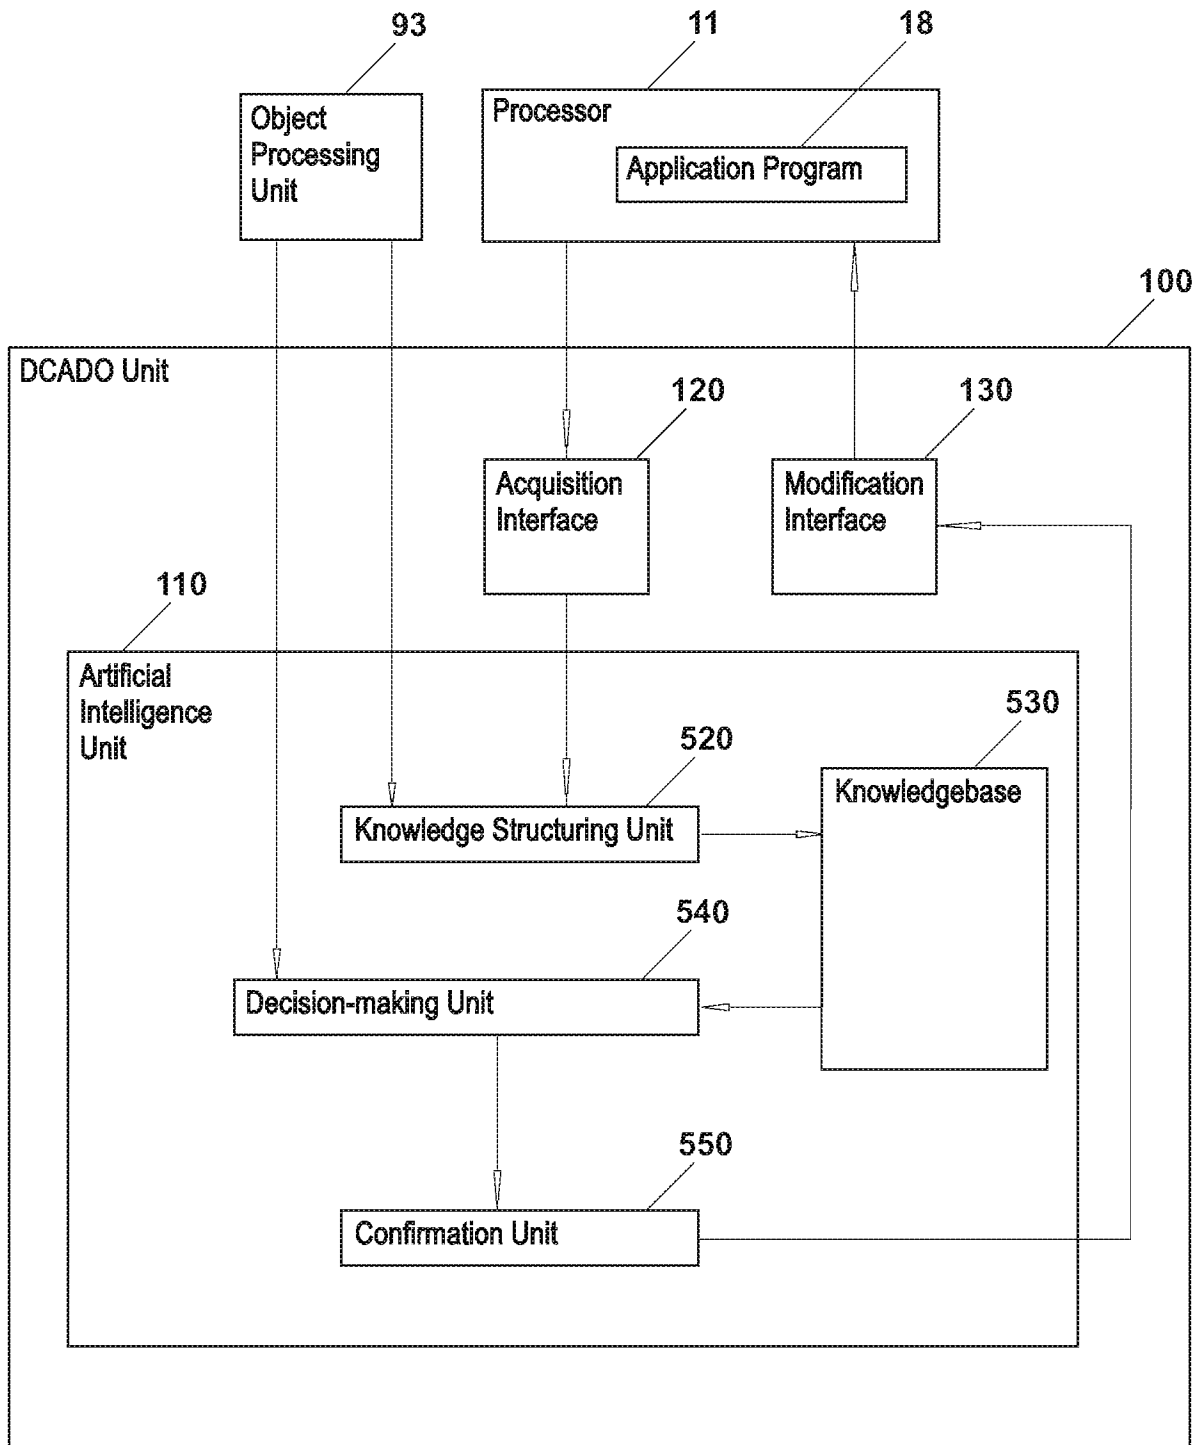 93
11
18
Object
Processing
Unit
Processor
Application Program
100
DCADO Unit
120
130
Acquisition
Interface
Modification
Interface
110
Artificial
Intelligence
Unit
520
530
Knowledge Structuring Unit
Knowledgebase
540
Decision-making Unit
550
Confirmation Unit